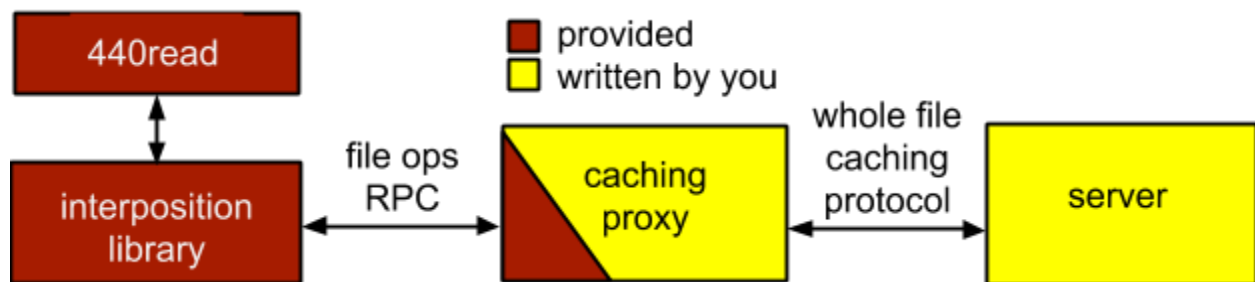 440read
interposition
library
file ops
RPC
provided
written by you
caching
proxy
whole file
caching
protocol
server